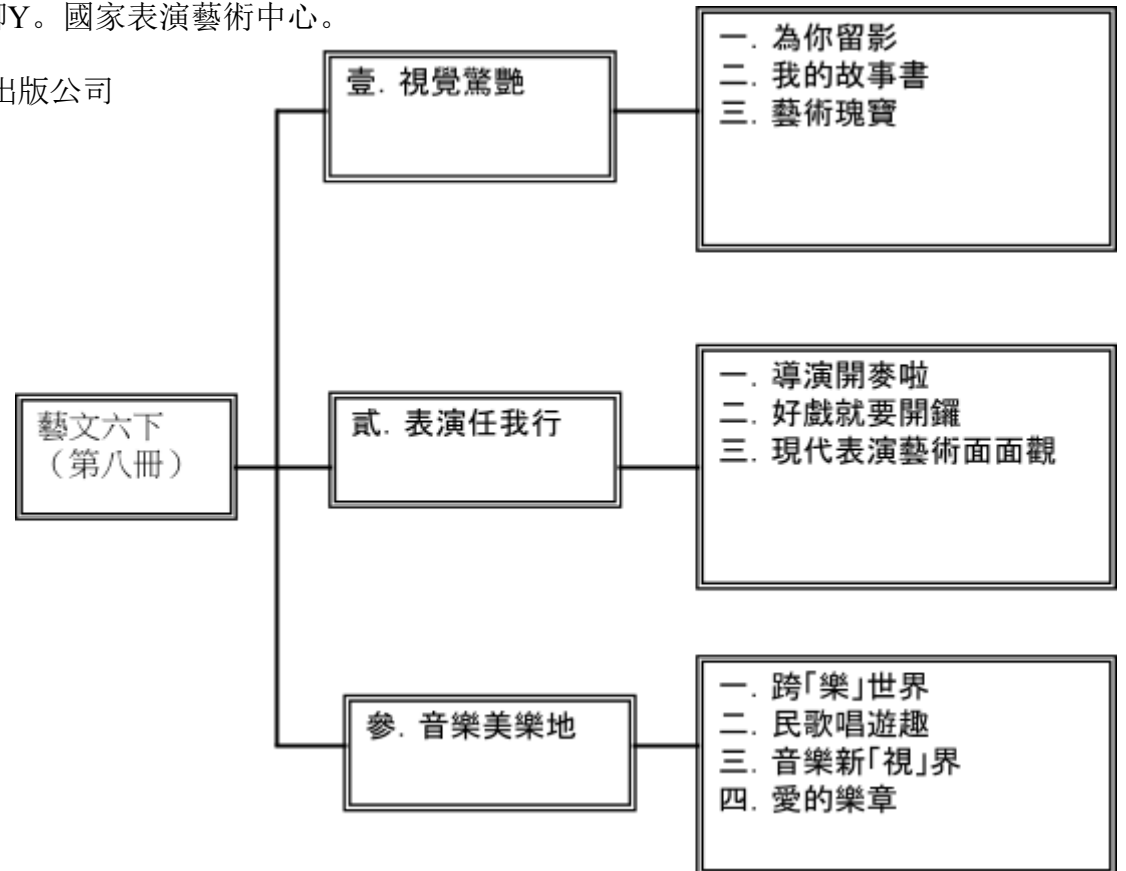 Y。國家表演藝術中心。
出版公司
壹. 視覺驚艷
一. 為你留影
二. 我的故事書
三. 藝術瑰寶
藝文六下
（第八冊）
貳. 表演任我行
一. 導演開麥啦
二. 好戲就要開鑼
三. 現代表演藝術面面觀
參. 音樂美樂地
一. 跨「樂」世界
二. 民歌唱遊趣
三. 音樂新「視」界
四. 愛的樂章